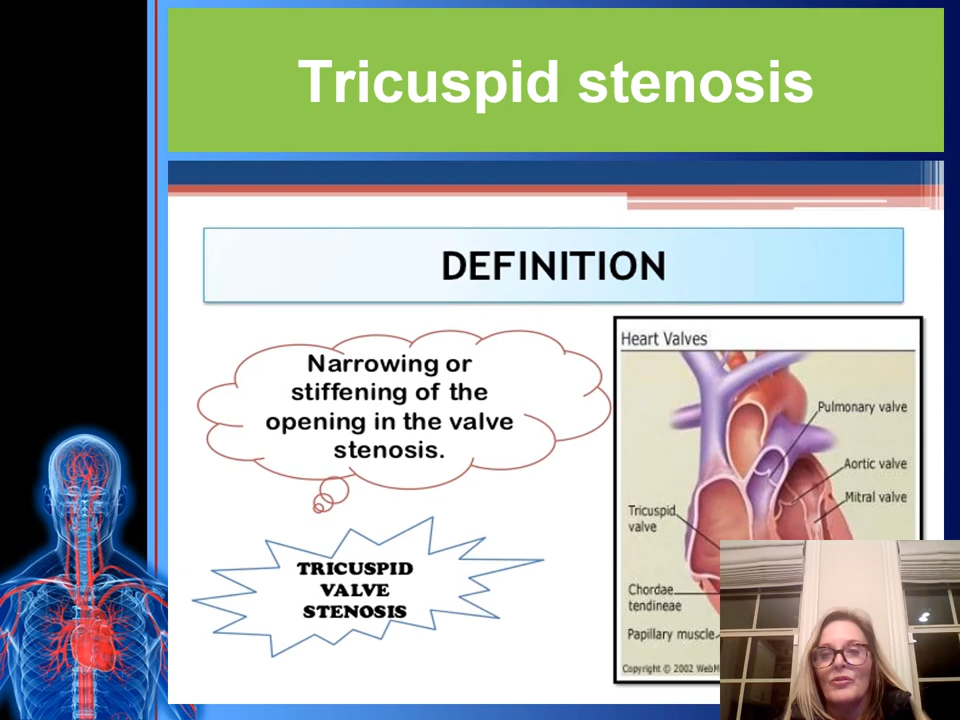 Tricuspid stenosis
DEFINITION
Narrowing or
stiffening of the
opening in the valve
stenosis.
TRICUSPID
VALVE
STENOSIS
Heart Valves
Pulmonary valve
Aortic valve
Mitral valve
Tricuspid
valve
Chordae
tendineae
Papillary muscle
Copyright © 2002